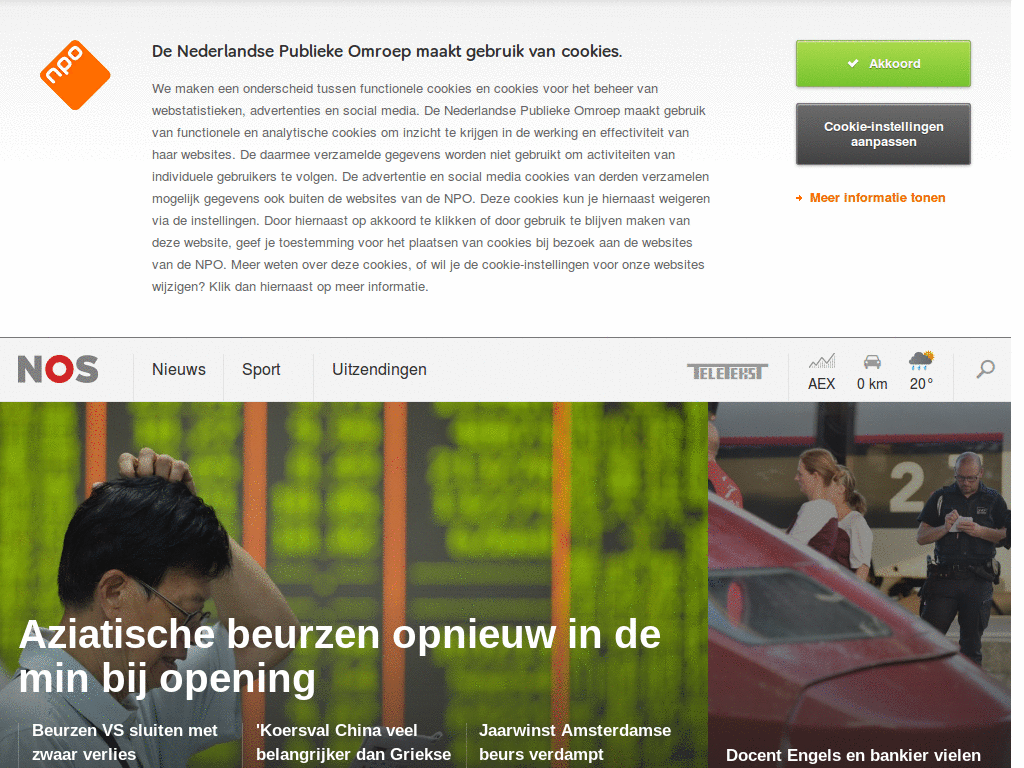 npo
De Nederlandse Publieke Omroep maakt gebruik van cookies.
We maken een onderscheid tussen functionele cookies en cookies voor het beheer van
webstatistieken, advertenties en social media. De Nederlandse Publieke Omroep maakt gebruik
van functionele en analytische cookies om inzicht te krijgen in de werking en effectiviteit van
haar websites. De daarmee verzamelde gegevens worden niet gebruikt om activiteiten van
individuele gebruikers te volgen. De advertentie en social media cookies van derden verzamelen
mogelijk gegevens ook buiten de websites van de NPO. Deze cookies kun je hiernaast weigeren
via de instellingen. Door hiernaast op akkoord te klikken of door gebruik te blijven maken van
deze website, geef je toestemming voor het plaatsen van cookies bij bezoek aan de websites
van de NPO. Meer weten over deze cookies, of wil je de cookie-instellingen voor onze websites
wijzigen? Klik dan hiernaast op meer informatie.
Akkoord
Cookie-instellingen
aanpassen
Meer informatie tonen
NOS
Nieuws
Sport
Uitzendingen
TELETEKST
AEX
0 km
20°
2
Aziatische beurzen opnieuw in de
min bij opening
Beurzen VS sluiten met
zwaar verlies
'Koersval China veel
belangrijker dan Griekse
Jaarwinst Amsterdamse
beurs verdampt
Docent Engels en bankier vielen